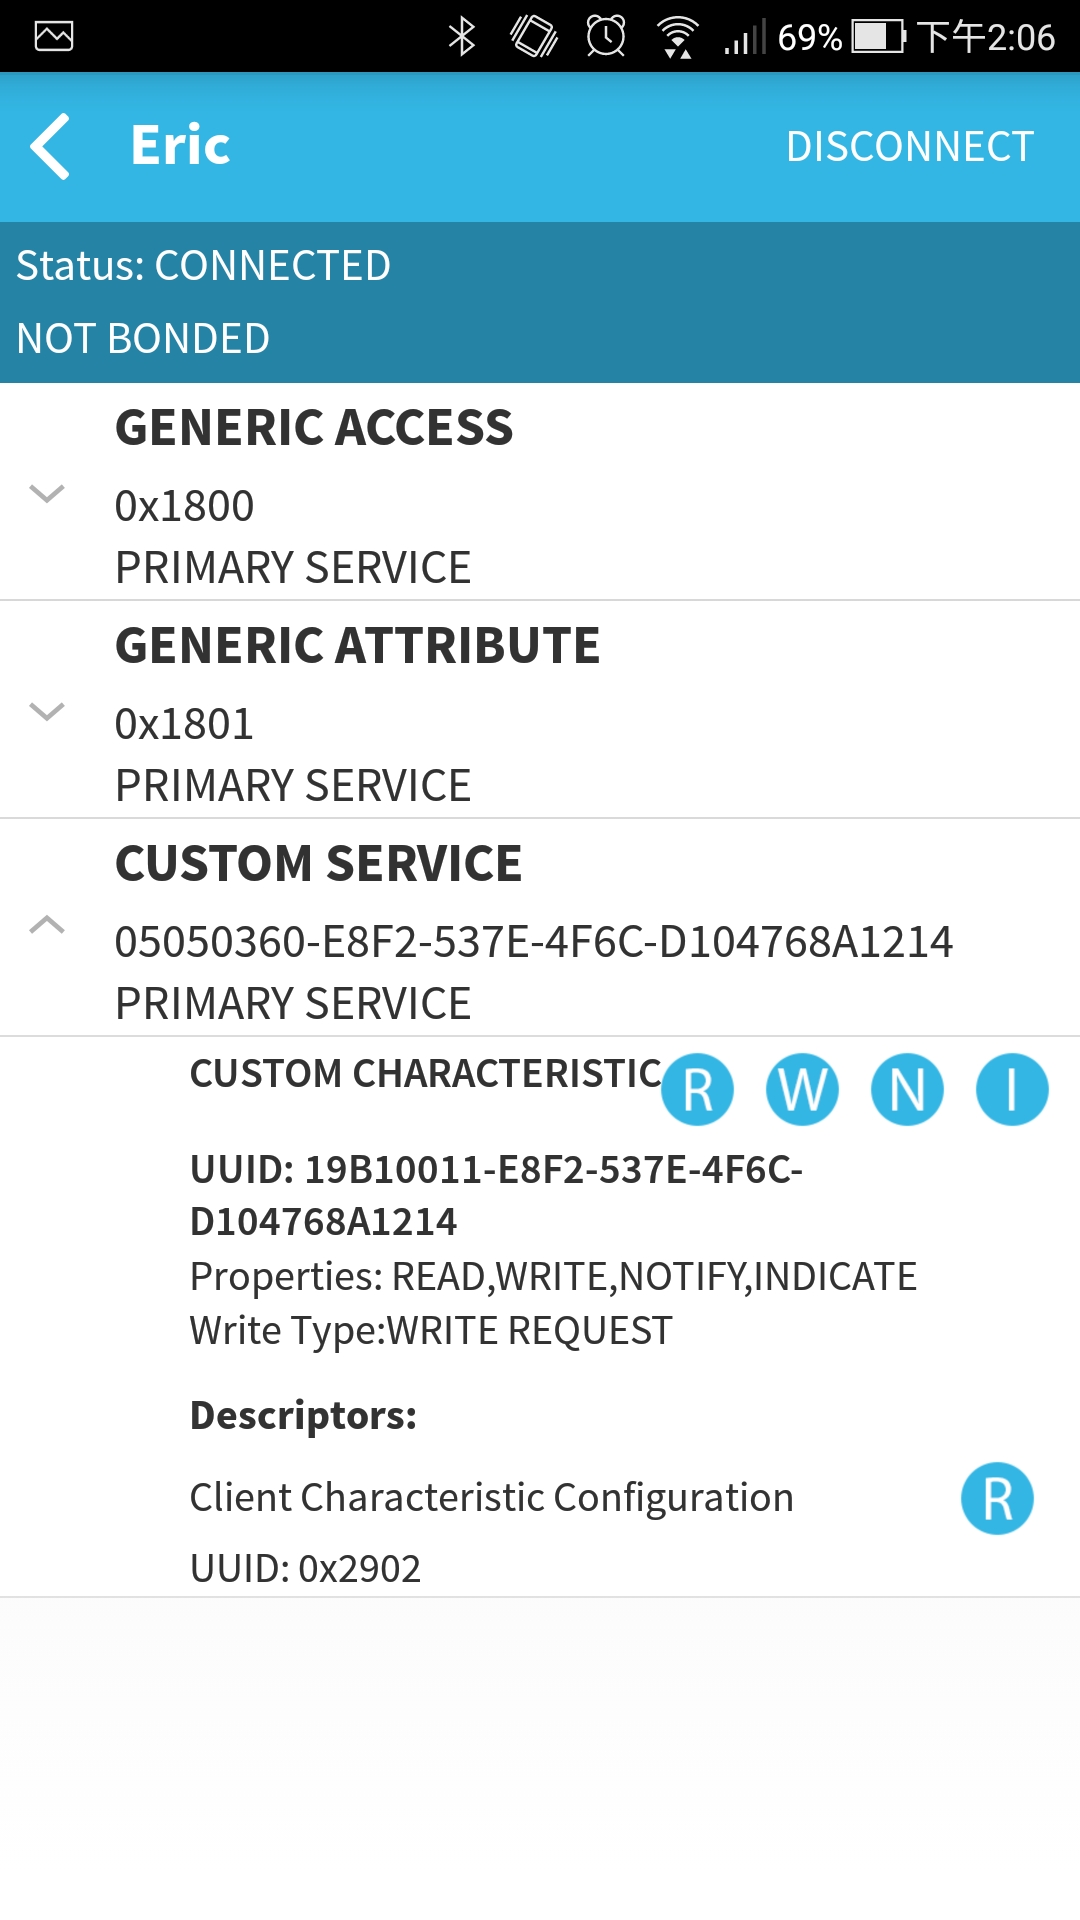 69% 下午2:06
Eric DISCONNECT
Status: CONNECTED
NOT BONDED
GENERIC ACCESS
0x1800
PRIMARY SERVICE
GENERIC ATTRIBUTE
0x1801
PRIMARY SERVICE
CUSTOM SERVICE
05050360-E8F2-537E-4F6C-D104768A1214
PRIMARY SERVICE
CUSTOM CHARACTERISTIC R W N I
UUID: 19B10011-E8F2-537E-4F6C-
D104768A1214
Properties: READ,WRITE,NOTIFY,INDICATE
Write Type:WRITE REQUEST
Descriptors:
Client Characteristic Configuration R
UUID: 0x2902